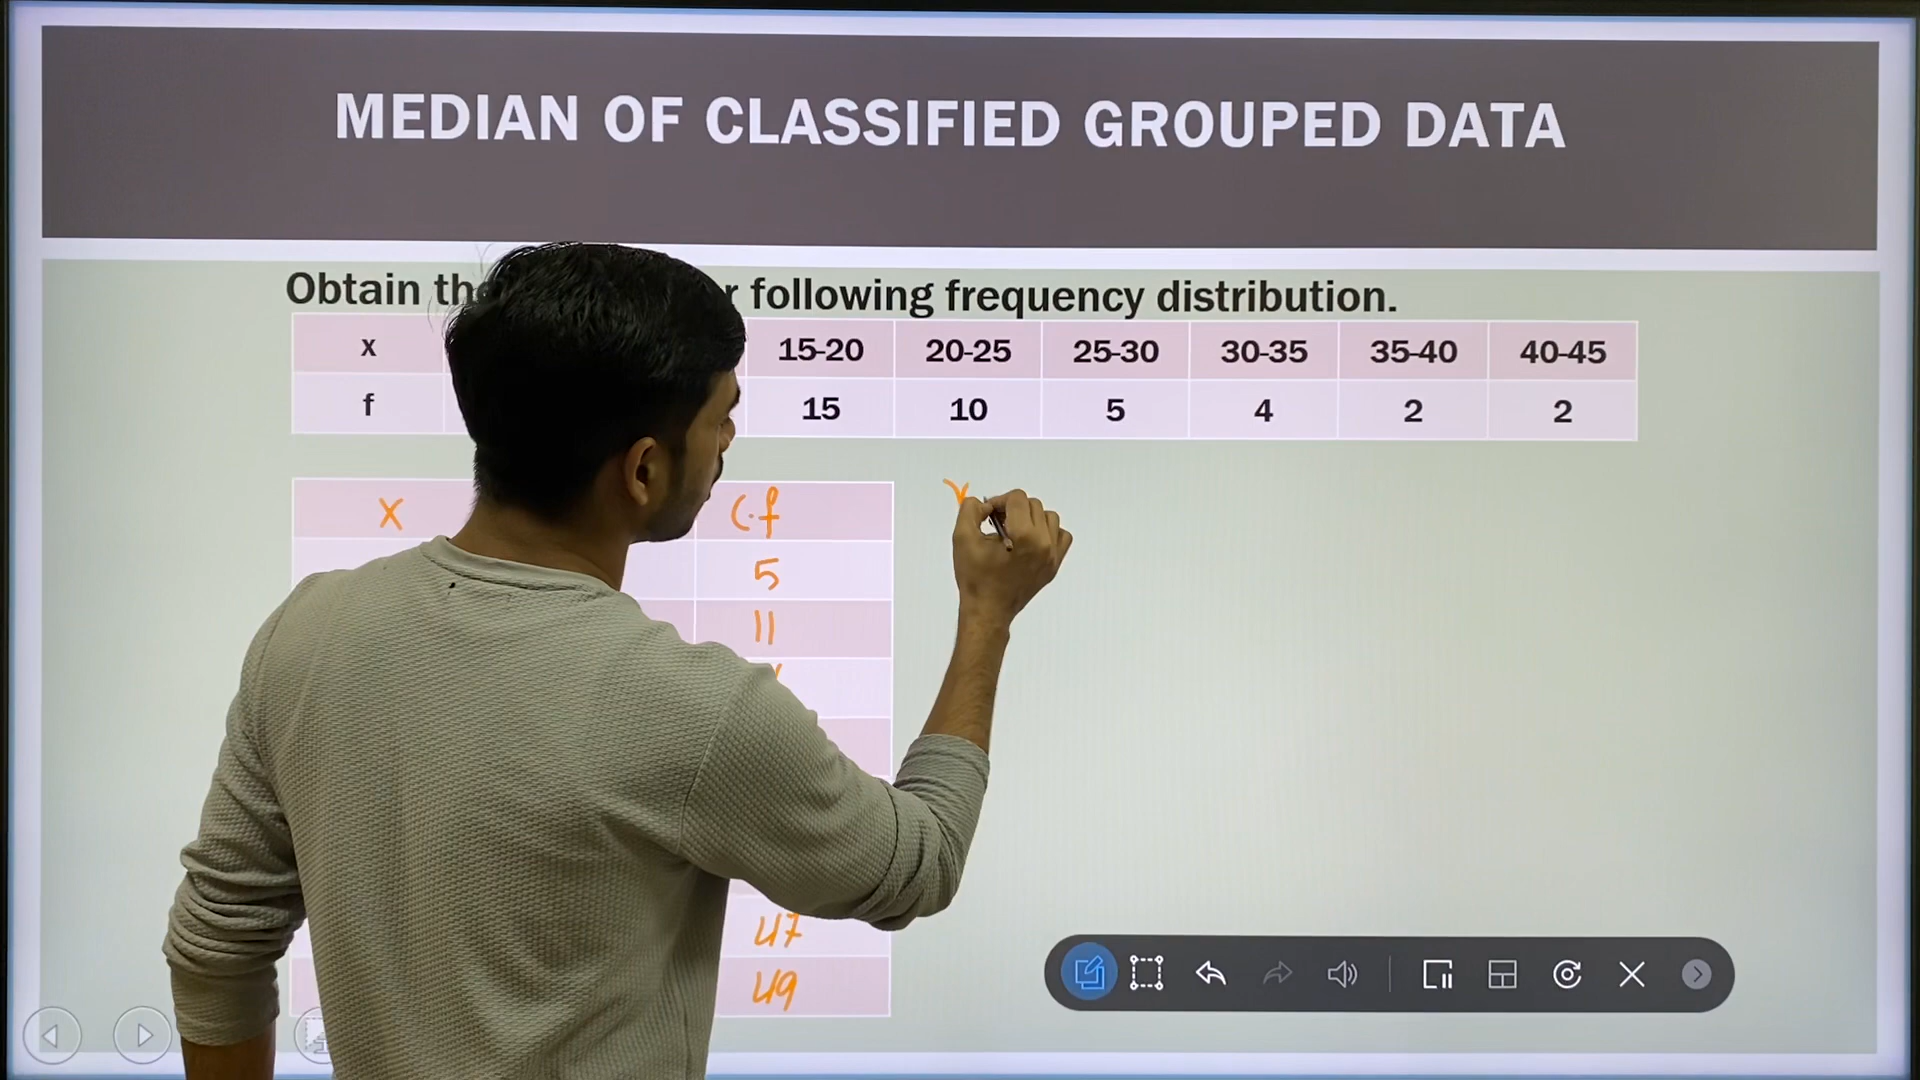 MEDIAN OF CLASSIFIED GROUPED DATA
Obtain following frequency distribution.
x 15-20 20-25 25-30 30-35 35-40 40-45
f 15 10 5 4 2 2
X C.f
5
11
47
49